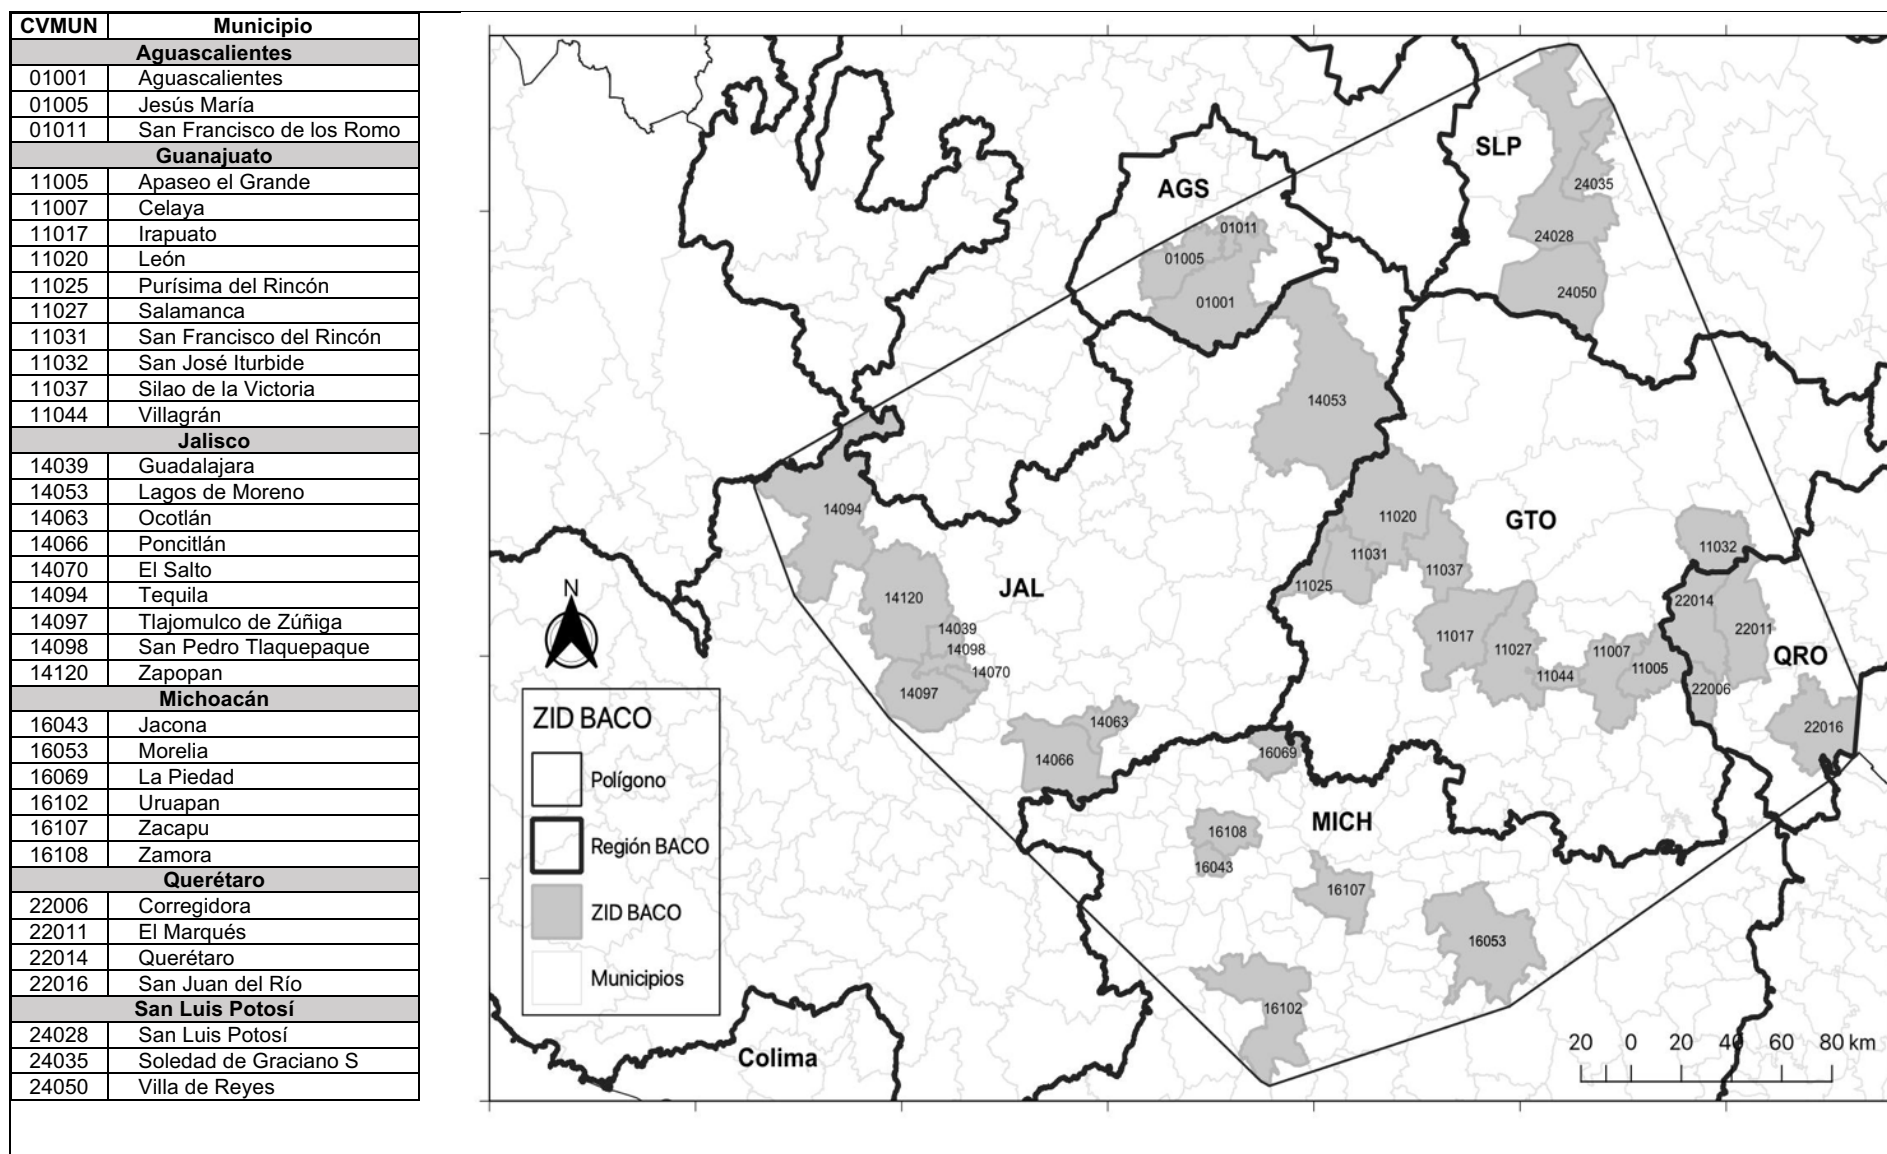 CVMUN Municipio
Aguascalientes
01001 Aguascalientes
01005 Jesús María
01011 San Francisco de los Romo
Guanajuato
11005 Apaseo el Grande
11007 Celaya
11017 Irapuato
11020 León
11025 Purísima del Rincón
11027 Salamanca
11031 San Francisco del Rincón
11032 San José Iturbide
11037 Silao de la Victoria
11044 Villagrán
Jalisco
14039 Guadalajara
14053 Lagos de Moreno
14063 Ocotlán
14066 Poncitlán
14070 El Salto
14094 Tequila
14097 Tlajomulco de Zúñiga
14098 San Pedro Tlaquepaque
14120 Zapopan
Michoacán
16043 Jacona
16053 Morelia
16069 La Piedad
16102 Uruapan
16107 Zacapu
16108 Zamora
Querétaro
22006 Corregidora
22011 El Marqués
22014 Querétaro
22016 San Juan del Río
San Luis Potosí
24028 San Luis Potosí
24035 Soledad de Graciano S
24050 Villa de Reyes
SLP
AGS
24035
01011
24028
01005
24050
01001
14053
14094
11020
GTO
11032
11031
11037
11025
JAL
14120
22014
14039
22011
11017
14098
11027
11007
QRO
11005
14070
11044
22006
14097
14063
22016
16069
14066
MICH
16108
16043
16107
16053
16102
Colima
N
ZID BACO
Polígono
Región BACO
ZID BACO
Municipios
20 0 20 40 60 80 km